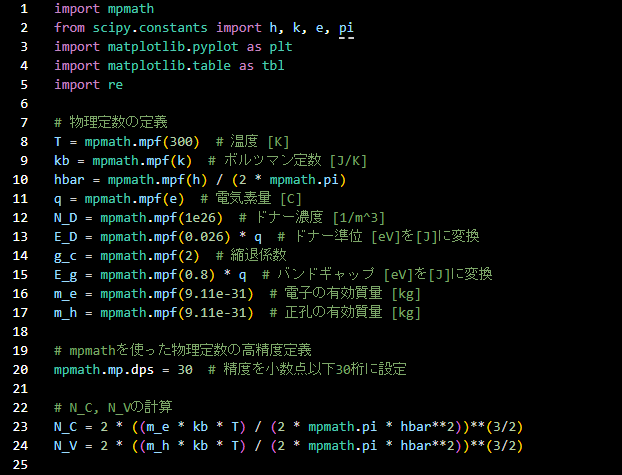 1 import mpmath
2 from scipy.constants import h, k, e, pi
3 import matplotlib.pyplot as plt
4 import matplotlib.table as tbl
5 import re
6
7 # 物理定数の定義
8 T = mpmath.mpf(300)  # 温度 [K]
9 kb = mpmath.mpf(k)  # ボルツマン定数 [J/K]
10 hbar = mpmath.mpf(h) / (2 * mpmath.pi)
11 q = mpmath.mpf(e)  # 電気素量 [C]
12 N_D = mpmath.mpf(1e26)  # ドナー濃度 [1/m^3]
13 E_D = mpmath.mpf(0.026) * q  # ドナー準位 [eV]を[J]に変換
14 g_c = mpmath.mpf(2)  # 縮退係数
15 E_g = mpmath.mpf(0.8) * q  # バンドギャップ [eV]を[J]に変換
16 m_e = mpmath.mpf(9.11e-31)  # 電子の有効質量 [kg]
17 m_h = mpmath.mpf(9.11e-31)  # 正孔の有効質量 [kg]
18
19 # mpmathを使った物理定数の高精度定義
20 mpmath.mp.dps = 30  # 精度を小数点以下30桁に設定
21
22 # N_C, N_Vの計算
23 N_C = 2 * ((m_e * kb * T) / (2 * mpmath.pi * hbar**2))**(3/2)
24 N_V = 2 * ((m_h * kb * T) / (2 * mpmath.pi * hbar**2))**(3/2)
25